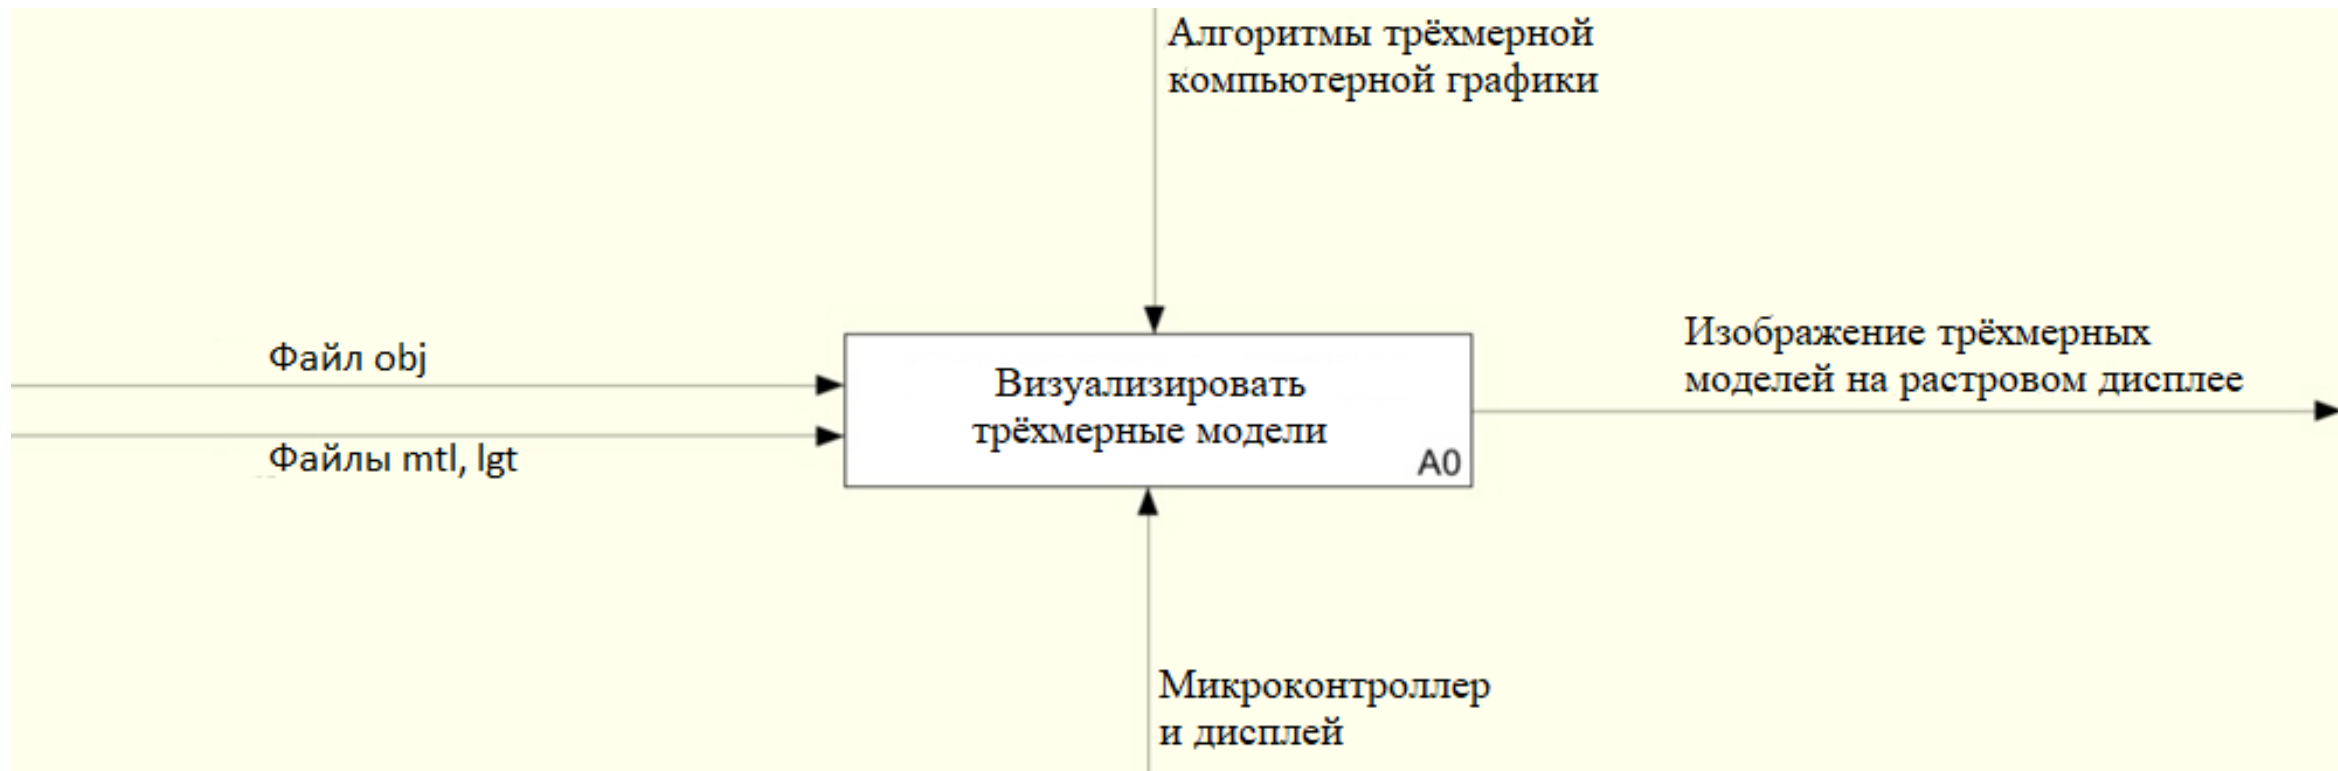 Алгоритмы трёхмерной
компьютерной графики
Файл obj
Файлы mtl, lgt
Визуализировать
трёхмерные модели
A0
Изображение трёхмерных
моделей на растровом дисплее
Микроконтроллер
и дисплей